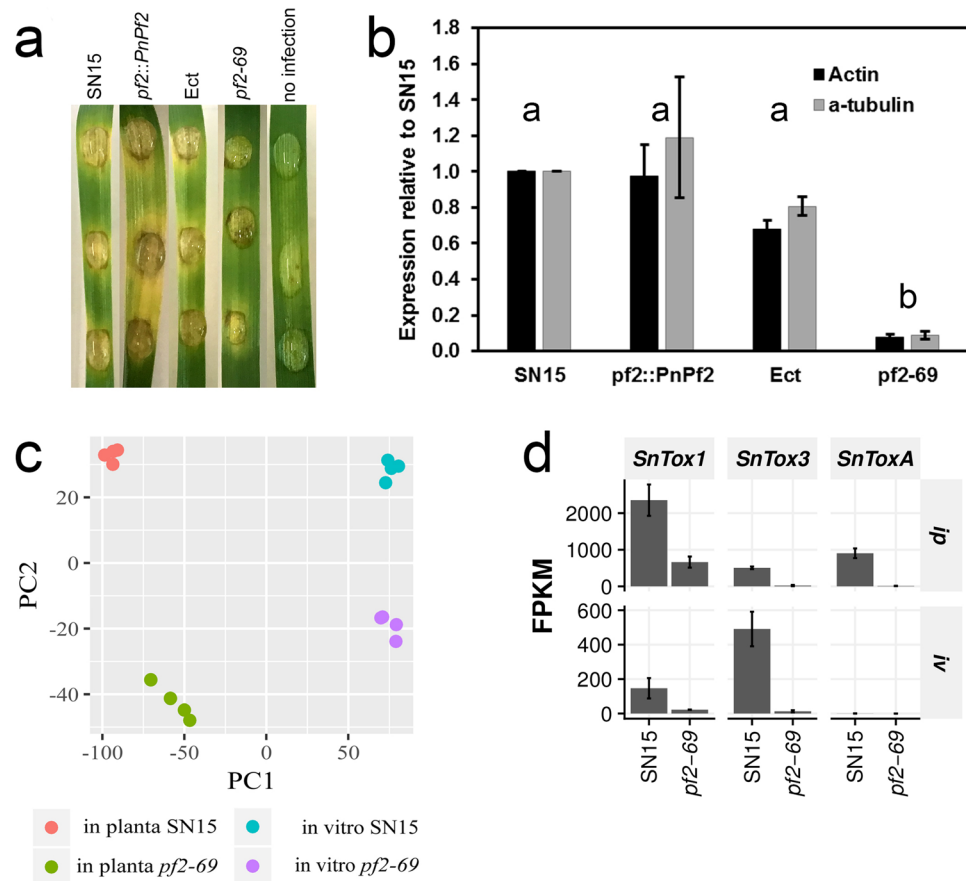 a
SN15
pf2::PnPf2
Ect
pf2-69
no infection
b
Expression relative to SN15
1.8
1.6
1.4
1.2
1.0
0.8
0.6
0.4
0.2
0.0
Actin
a-tubulin
a
a
a
b
SN15
pf2::PnPf2
Ect
pf2-69
c
PC2
20
0
-20
-40
-100
-50
0
50
PC1
in planta SN15
in vitro SN15
in planta pf2-69
in vitro pf2-69
d
SnTox1
SnTox3
SnToxA
FPKM
2000
1000
0
ip
600
400
200
0
iv
SN15
pf2-69
SN15
pf2-69
SN15
pf2-69